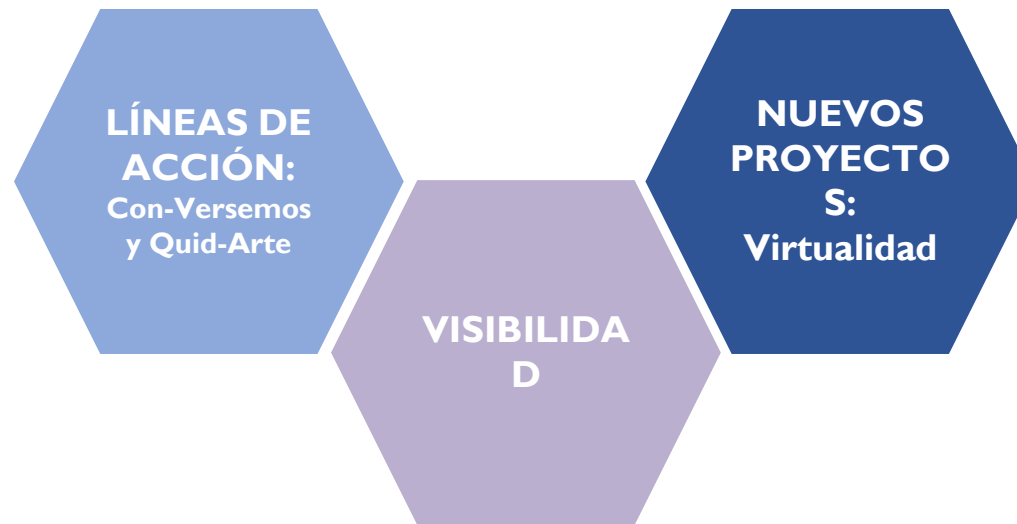 LÍNEAS DE
ACCIÓN:
Con-Versemos
y Quid-Arte
VISIBILIDA
D
NUEVOS
PROYECTO
S:
Virtualidad